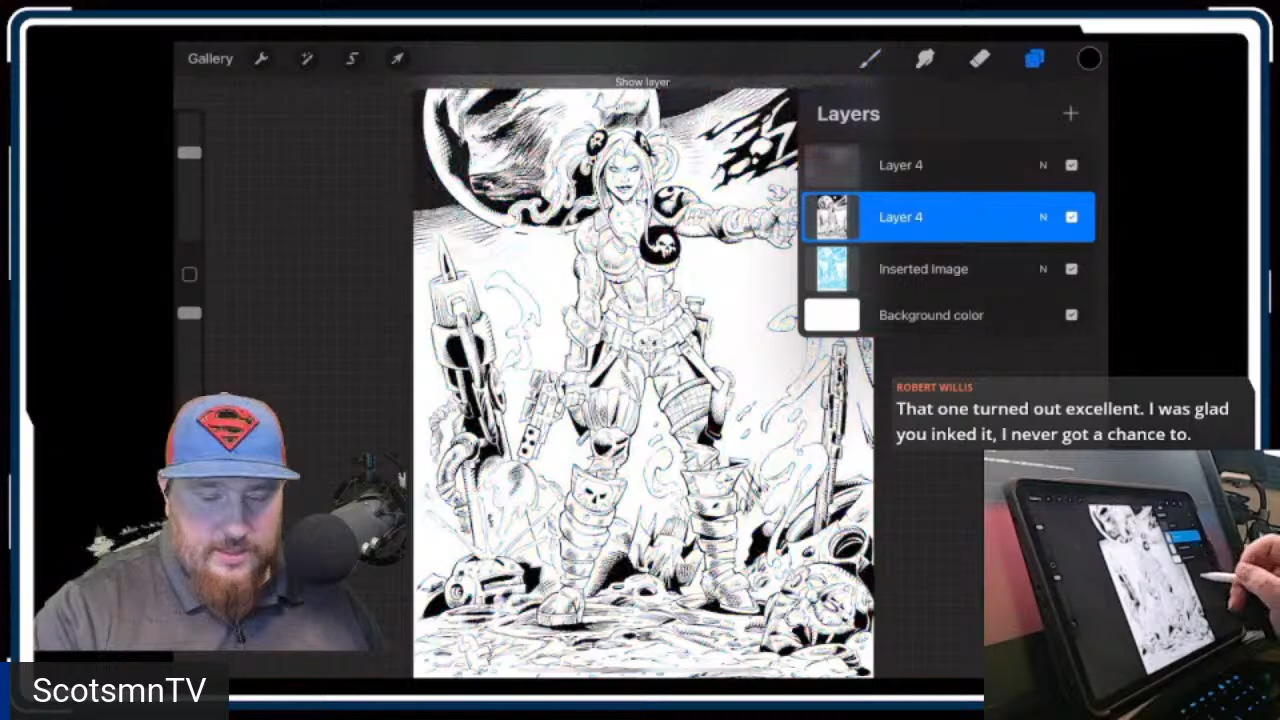 Gallery
Show layer
Layers
Layer 4 N
Layer 4 N
Inserted Image N
Background color
ROBERT WILLIS
That one turned out excellent. I was glad
you inked it, I never got a chance to.
ScotsmnTV